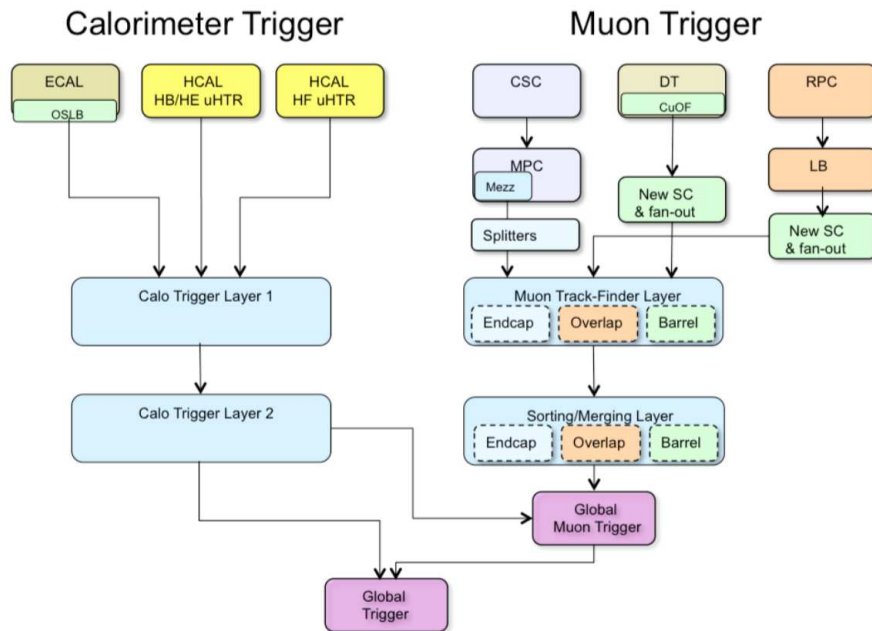 Calorimeter Trigger
Muon Trigger
ECAL
OSLB
HCAL
HB/HE uHTR
HCAL
HF uHTR
CSC
DT
CuOF
RPC
MPC
Mezz
LB
New SC
& fan-out
Splitters
New SC
& fan-out
Calo Trigger Layer 1
Muon Track-Finder Layer
Endcap
Overlap
Barrel
Calo Trigger Layer 2
Sorting/Merging Layer
Endcap
Overlap
Barrel
Global
Muon Trigger
Global
Trigger